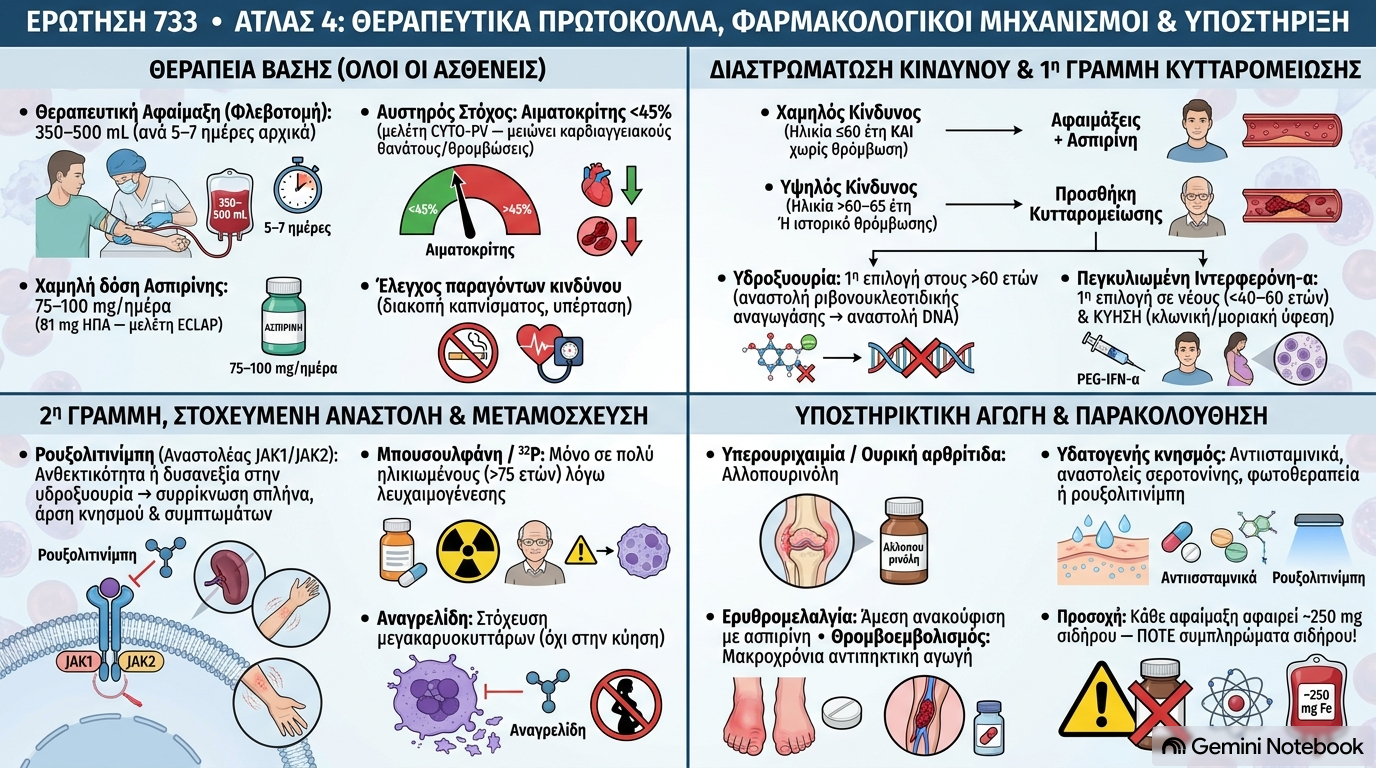 ΕΡΩΤΗΣΗ 733 • ΑΤΛΑΣ 4: ΘΕΡΑΠΕΥΤΙΚΑ ΠΡΩΤΟΚΟΛΛΑ, ΦΑΡΜΑΚΟΛΟΓΙΚΟΙ ΜΗΧΑΝΙΣΜΟΙ & ΥΠΟΣΤΗΡΙΞΗ
ΘΕΡΑΠΕΙΑ ΒΑΣΗΣ (ΟΛΟΙ ΟΙ ΑΣΘΕΝΕΙΣ)
• Θεραπευτική Αφαίμαξη (Φλεβοτομή):
350–500 mL (ανά 5–7 ημέρες αρχικά)
350–
500 mL
5–7 ημέρες
• Αυστηρός Στόχος: Αιματοκρίτης <45%
(μελέτη CYTO-PV — μειώνει καρδιαγγειακούς
θανάτους/θρομβώσεις)
<45%
>45%
Αιματοκρίτης
• Χαμηλή δόση Ασπιρίνης:
75–100 mg/ημέρα
(81 mg ΗΠΑ — μελέτη ECLAP)
ΑΣΠΙΡΙΝΗ
75–100 mg/ημέρα
• Έλεγχος παραγόντων κινδύνου
(διακοπή καπνίσματος, υπέρταση)
ΔΙΑΣΤΡΩΜΑΤΩΣΗ ΚΙΝΔΥΝΟΥ & 1η ΓΡΑΜΜΗ ΚΥΤΤΑΡΟΜΕΙΩΣΗΣ
• Χαμηλός Κίνδυνος
(Ηλικία ≤60 έτη ΚΑΙ
χωρίς θρόμβωση)
Αφαιμάξεις
+ Ασπιρίνη
• Υψηλός Κίνδυνος
(Ηλικία >60–65 έτη
Ή ιστορικό θρόμβωσης)
Προσθήκη
Κυτταρομείωσης
• Υδροξυουρία: 1η επιλογή στους >60 ετών
(αναστολή ριβονουκλεοτιδικής
αναγωγάσης → αναστολή DNA)
• Πεγκυλιωμένη Ιντερφερόνη-α:
1η επιλογή σε νέους (<40–60 ετών)
& ΚΥΗΣΗ (κλωνική/μοριακή ύφεση)
PEG-IFN-α
2η ΓΡΑΜΜΗ, ΣΤΟΧΕΥΜΕΝΗ ΑΝΑΣΤΟΛΗ & ΜΕΤΑΜΟΣΧΕΥΣΗ
• Ρουξολιτινίμπη (Αναστολέας JAK1/JAK2):
Ανθεκτικότητα ή δυσανεξία στην
υδροξυουρία → συρρίκνωση σπλήνα,
άρση κνησμού & συμπτωμάτων
Ρουξολιτινίμπη
JAK1
JAK2
• Μπουσουλφάνη / 32P: Μόνο σε πολύ
ηλικιωμένους (>75 ετών) λόγω
λευχαιμογένεσης
• Αναγρελίδη: Στόχευση
μεγακαρυοκυττάρων (όχι στην κύηση)
Αναγρελίδη
ΥΠΟΣΤΗΡΙΚΤΙΚΗ ΑΓΩΓΗ & ΠΑΡΑΚΟΛΟΥΘΗΣΗ
• Υπερουριχαιμία / Ουρική αρθρίτιδα:
Αλλοπουρινόλη
Αλλοπου
ρινόλη
• Υδατογενής κνησμός: Αντιισταμινικά,
αναστολείς σεροτονίνης, φωτοθεραπεία
ή ρουξολιτινίμπη
Αντιισσταμνικά
Ρουξολιτινίμπη
• Ερυθρομελαλγία: Άμεση ανακούφιση
με ασπιρίνη • Θρομβοεμβολισμός:
Μακροχρόνια αντιπηκτική αγωγή
• Προσοχή: Κάθε αφαίμαξη αφαιρεί ~250 mg
σιδήρου — ΠΟΤΕ συμπληρώματα σιδήρου!
~250
mg Fe
Gemini Notebook